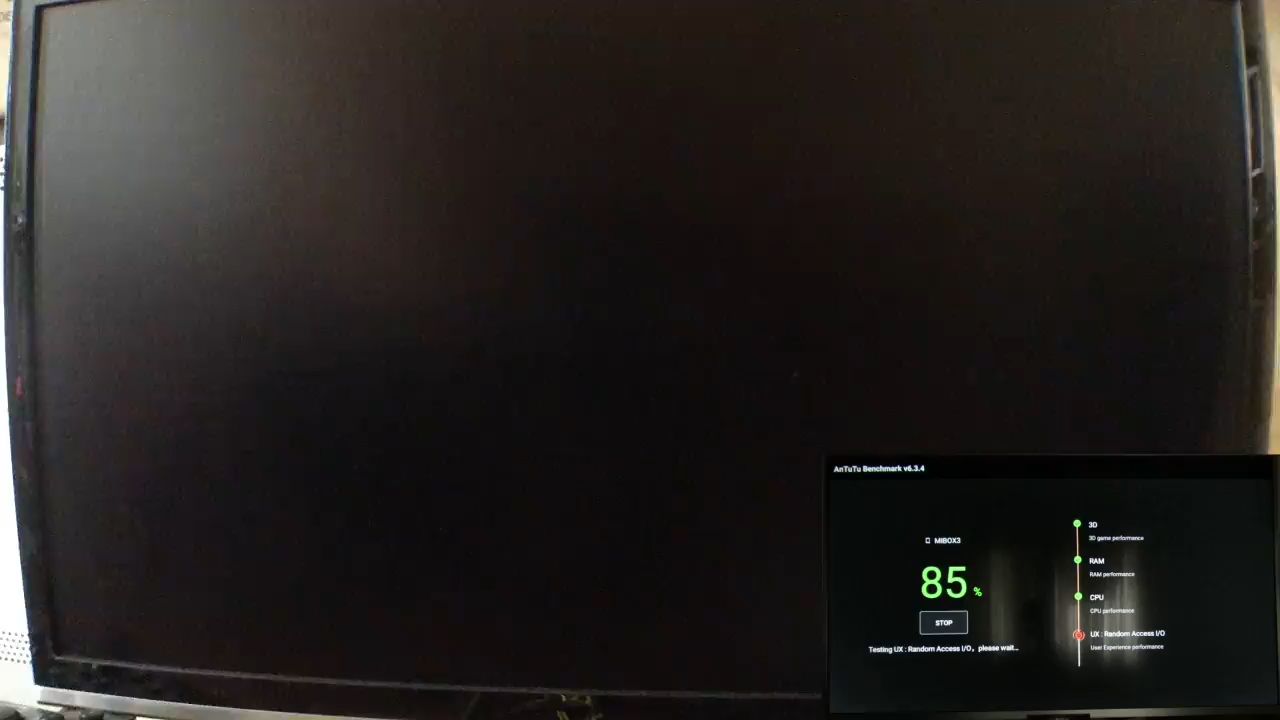 AnTuTu Benchmark v6.3.4
MIBOX3
85 %
STOP
Testing UX : Random Access I/O, please wait...
3D
3D game performance
RAM
RAM performance
CPU
CPU performance
UX : Random Access I/O
User Experience performance